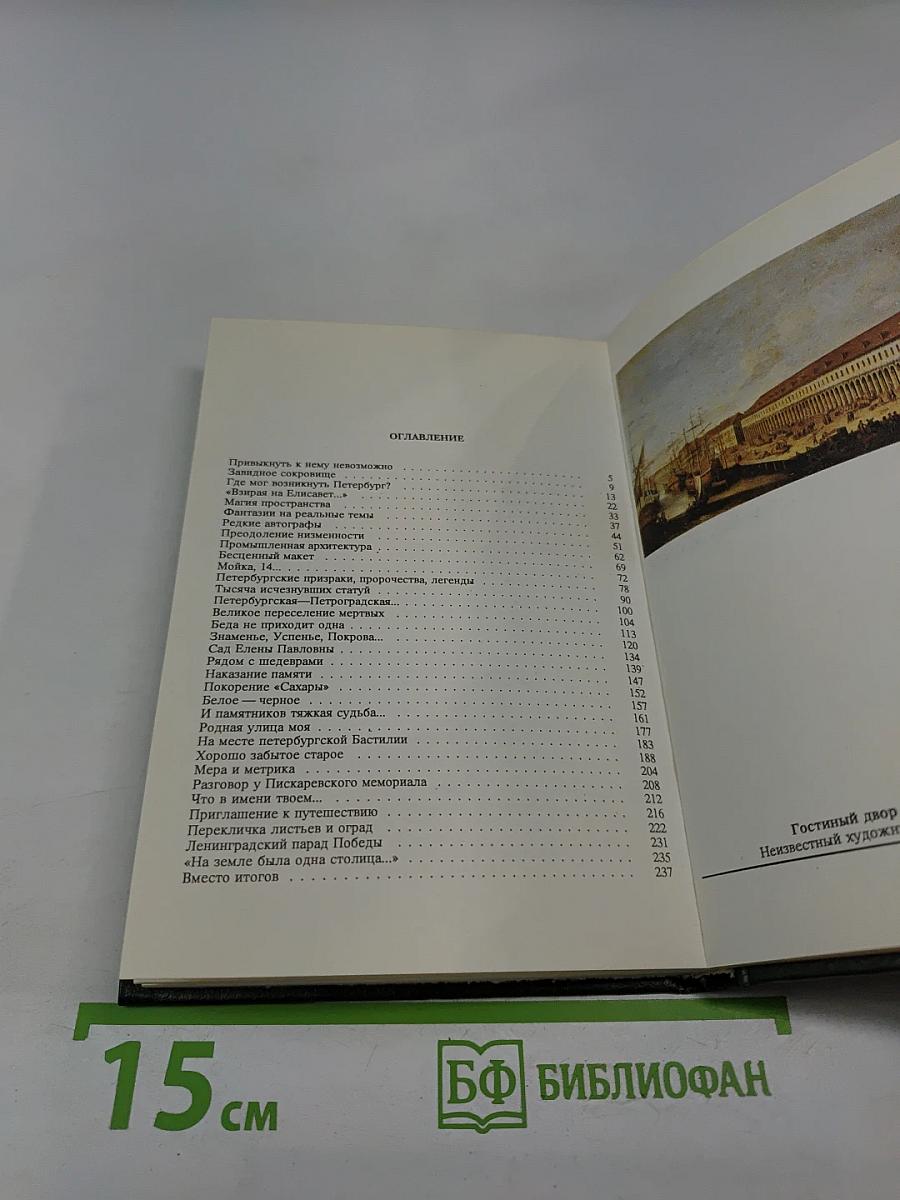 ОГЛАВЛЕНИЕ
Привыкнуть к нему невозможно . . . . . 5
Завидное сокровище . . . . . 9
Где мог возникнуть Петербург? . . . . . 13
«Взирая на Елисавет...» . . . . . 22
Магия пространства . . . . . 33
Фантазии на реальные темы . . . . . 37
Редкие автографы . . . . . 44
Преодоление низменности . . . . . 51
Промышленная архитектура . . . . . 62
Бесценный макет . . . . . 69
Мойка, 14... . . . . . 72
Петербургские призраки, пророчества, легенды . . . . . 78
Тысяча исчезнувших статуй . . . . . 90
Петербургская—Петроградская... . . . . . 100
Великое переселение мертвых . . . . . 104
Беда не приходит одна . . . . . 113
Знаменье, Успенье, Покрова... . . . . . 120
Сад Елены Павловны . . . . . 134
Рядом с шедеврами . . . . . 139
Наказание памяти . . . . . 147
Покорение «Сахары» . . . . . 152
Белое — черное . . . . . 157
И памятников тяжкая судьба... . . . . . 161
Родная улица моя . . . . . 177
На месте петербургской Бастилии . . . . . 183
Хорошо забытое старое . . . . . 188
Мера и метрика . . . . . 204
Разговор у Пискаревского мемориала . . . . . 208
Что в имени твоем... . . . . . 212
Приглашение к путешествию . . . . . 216
Перекличка листьев и оград . . . . . 222
Ленинградский парад Победы . . . . . 231
«На земле была одна столица...» . . . . . 235
Вместо итогов . . . . . 237
Гостиный двор
Неизвестный
15 см
БФ БИБЛИОФАН